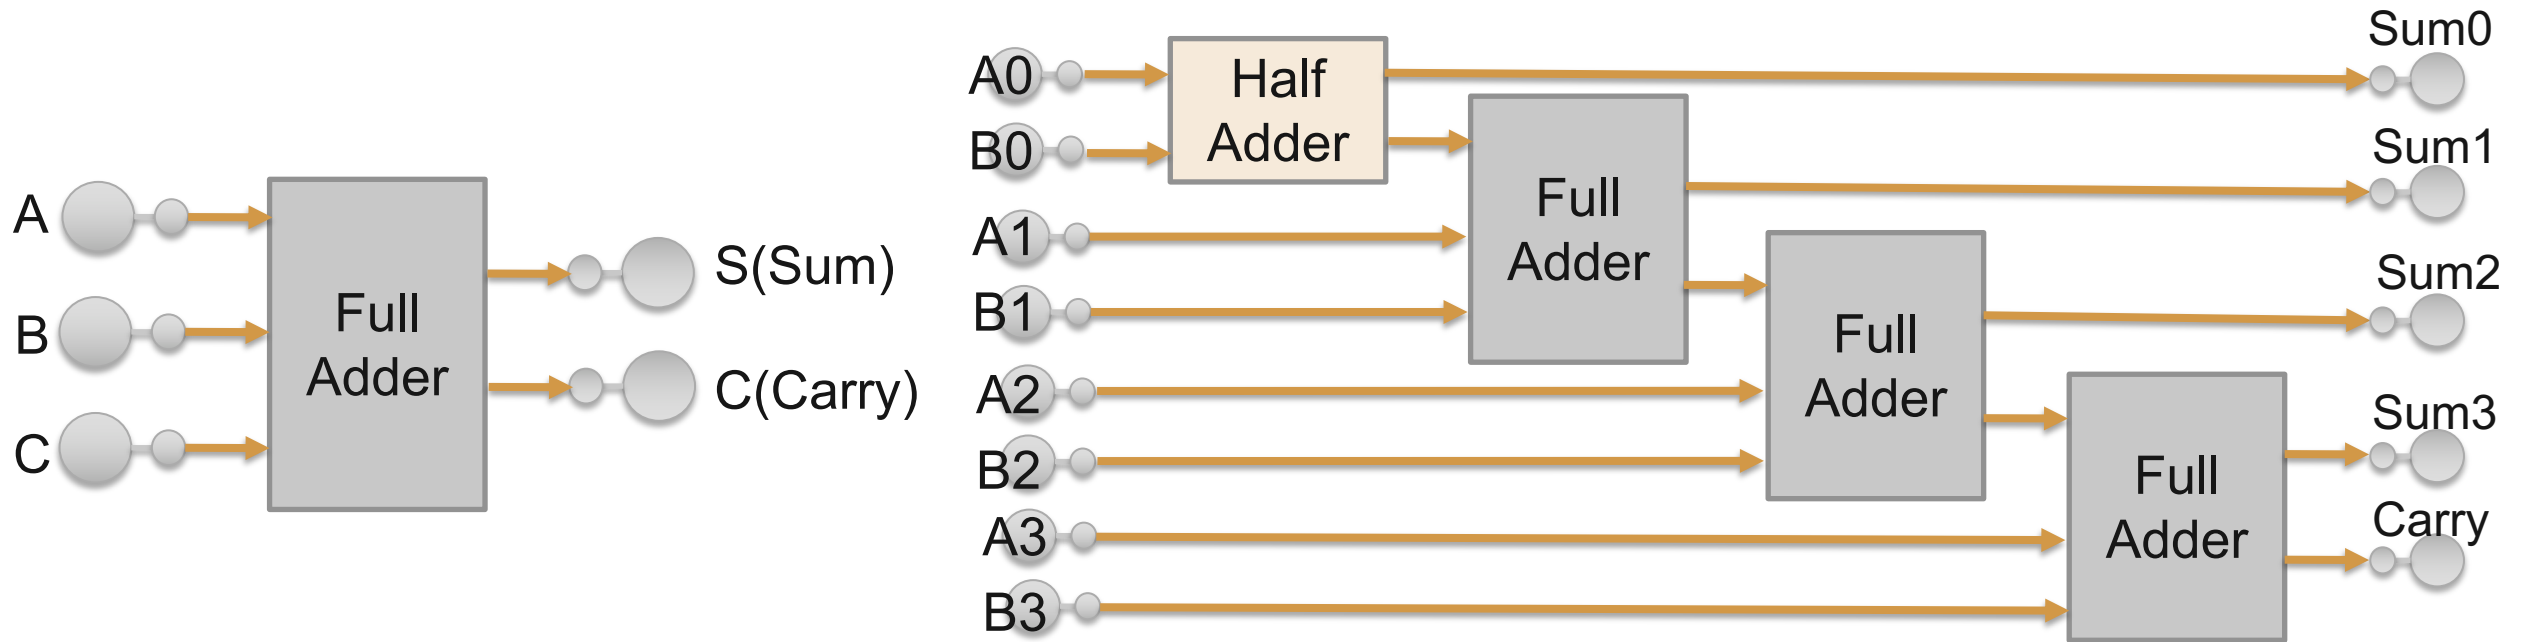 A
B
C
Full
Adder
S(Sum)
C(Carry)
A0
B0
A1
B1
A2
B2
A3
B3
Half
Adder
Full
Adder
Full
Adder
Full
Adder
Sum0
Sum1
Sum2
Sum3
Carry